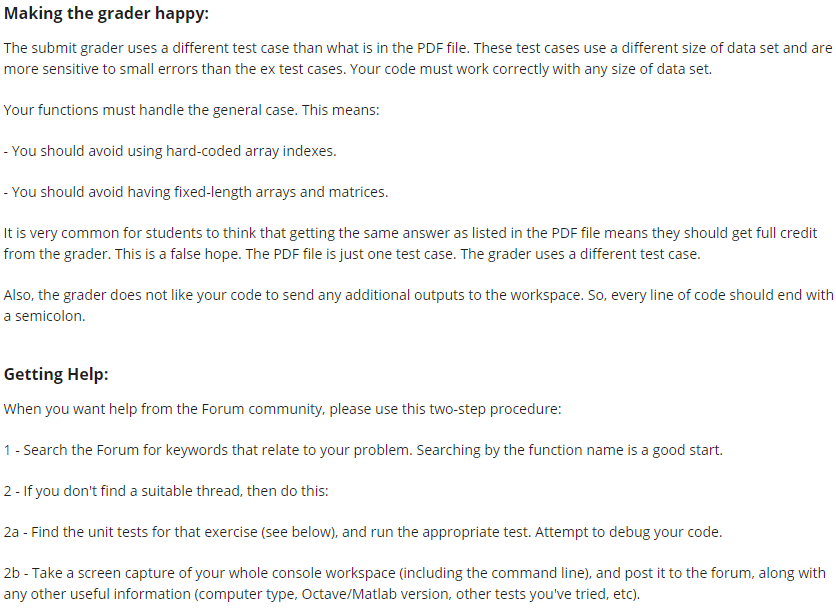 Making the grader happy:
The submit grader uses a different test case than what is in the PDF file. These test cases use a different size of data set and are
more sensitive to small errors than the ex test cases. Your code must work correctly with any size of data set.
Your functions must handle the general case. This means:
- You should avoid using hard-coded array indexes.
- You should avoid having fixed-length arrays and matrices.
It is very common for students to think that getting the same answer as listed in the PDF file means they should get full credit
from the grader. This is a false hope. The PDF file is just one test case. The grader uses a different test case.
Also, the grader does not like your code to send any additional outputs to the workspace. So, every line of code should end with
a semicolon.
Getting Help:
When you want help from the Forum community, please use this two-step procedure:
1 - Search the Forum for keywords that relate to your problem. Searching by the function name is a good start.
2 - If you don't find a suitable thread, then do this:
2a - Find the unit tests for that exercise (see below), and run the appropriate test. Attempt to debug your code.
2b - Take a screen capture of your whole console workspace (including the command line), and post it to the forum, along with
any other useful information (computer type, Octave/Matlab version, other tests you've tried, etc).